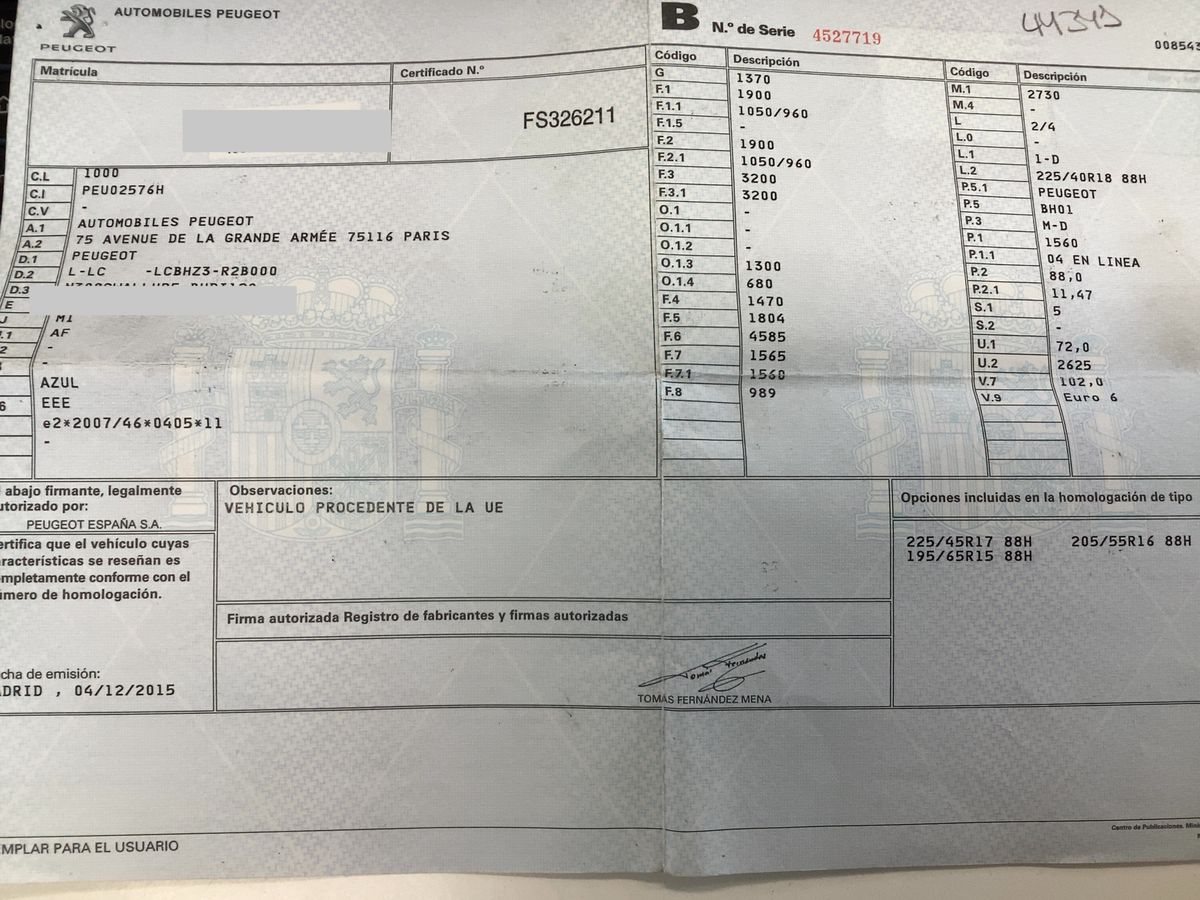 AUTOMOBILES PEUGEOT
PEUGEOT
B N.º de Serie 4527719
44343
Matrícula
Certificado N.º
FS326211
C.L 1000
C.I PEU02576H
C.V -
A.1 AUTOMOBILES PEUGEOT
A.2 75 AVENUE DE LA GRANDE ARMÉE 75116 PARIS
D.1 PEUGEOT
D.2 L-LC -LCBHZ3-R2B000
D.3
E
J M1
.1 AF
2 -
-
AZUL
6 EEE
e2*2007/46*0405*11
-
Código Descripción
G 1370
F.1 1900
F.1.1 1050/960
F.1.5 -
F.2 1900
F.2.1 1050/960
F.3 3200
F.3.1 3200
O.1 -
O.1.1 -
O.1.2 -
O.1.3 1300
O.1.4 680
F.4 1470
F.5 1804
F.6 4585
F.7 1565
F.7.1 1560
F.8 989
Código Descripción
M.1 2730
M.4 -
L 2/4
L.0 -
L.1 1-D
L.2 225/40R18 88H
P.5.1 PEUGEOT
P.5 BH01
P.3 M-D
P.1 1560
P.1.1 04 EN LINEA
P.2 88,0
P.2.1 11,47
S.1 5
S.2 -
U.1 72,0
U.2 2625
V.7 102,0
V.9 Euro 6
abajo firmante, legalmente
utorizado por:
PEUGEOT ESPAÑA S.A.
ertifica que el vehículo cuyas
racterísticas se reseñan es
mpletamente conforme con el
úmero de homologación.
cha de emisión:
ADRID , 04/12/2015
Observaciones:
VEHICULO PROCEDENTE DE LA UE
Firma autorizada Registro de fabricantes y firmas autorizadas
TOMÁS FERNÁNDEZ MENA
Opciones incluidas en la homologación de tipo
225/45R17 88H 205/55R16 88H
195/65R15 88H
EMPLAR PARA EL USUARIO
Centro de Publicaciones. Mini